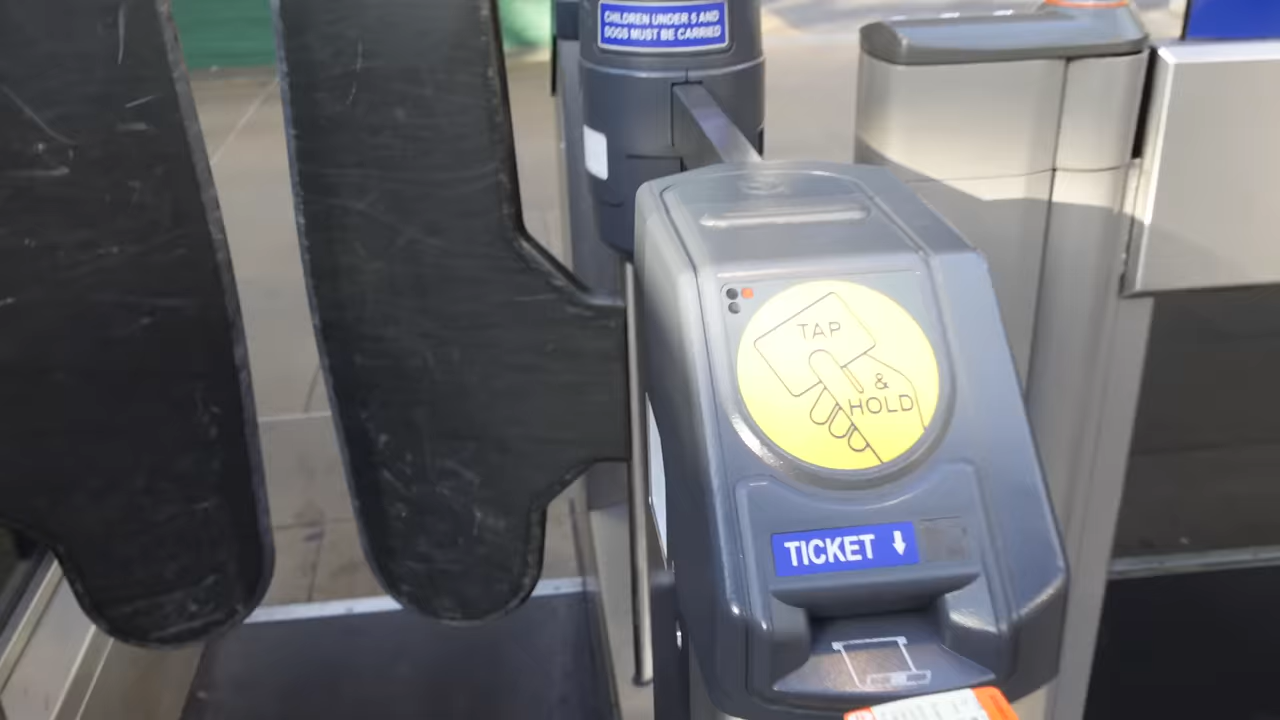 CHILDREN UNDER 5 AND
DOGS MUST BE CARRIED
TAP
&
HOLD
TICKET